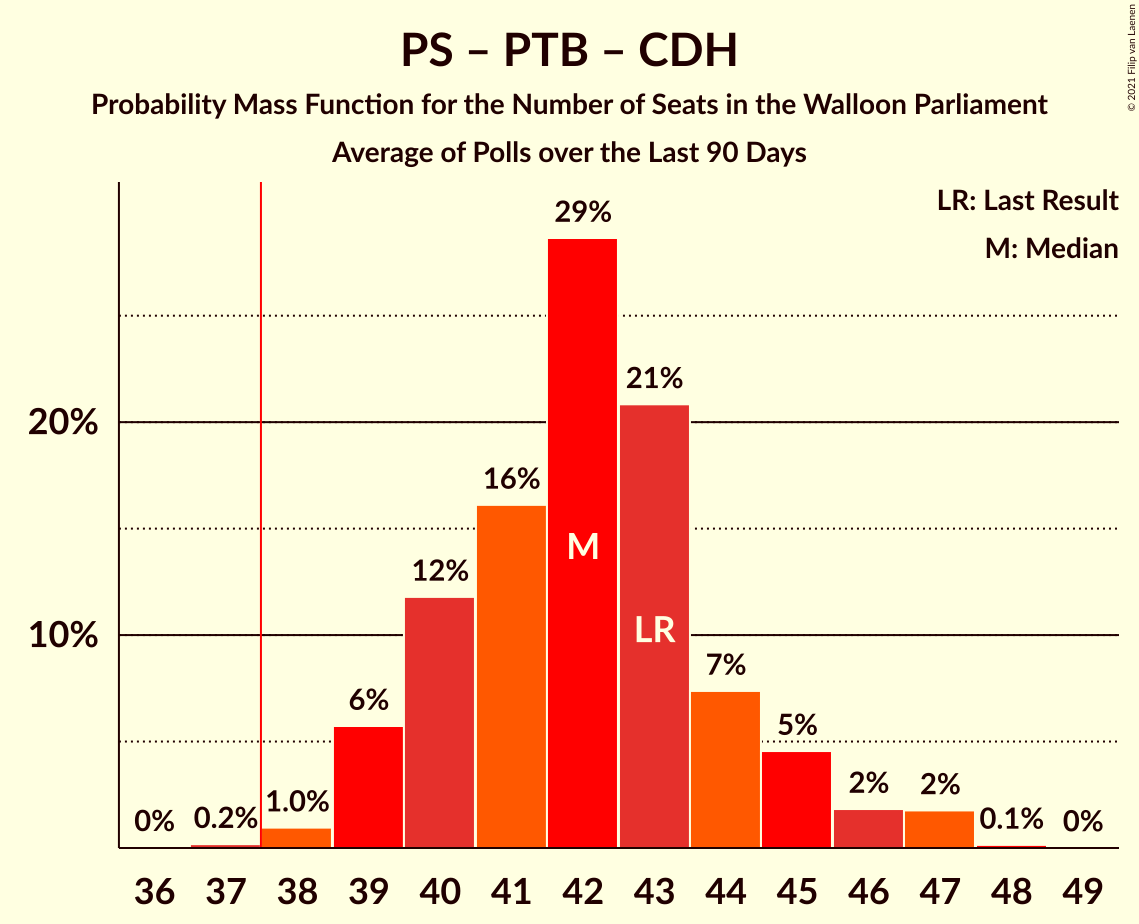 PS – PTB – CDH
Probability Mass Function for the Number of Seats in the Walloon Parliament
Average of Polls over the Last 90 Days
© 2021 Filip van Laenen
LR: Last Result
M: Median
29%
21%
20%
16%
M
12%
LR
10%
7%
6%
5%
2%
2%
1.0%
0%
0.2%
0.1%
0%
36 37 38 39 40 41 42 43 44 45 46 47 48 49